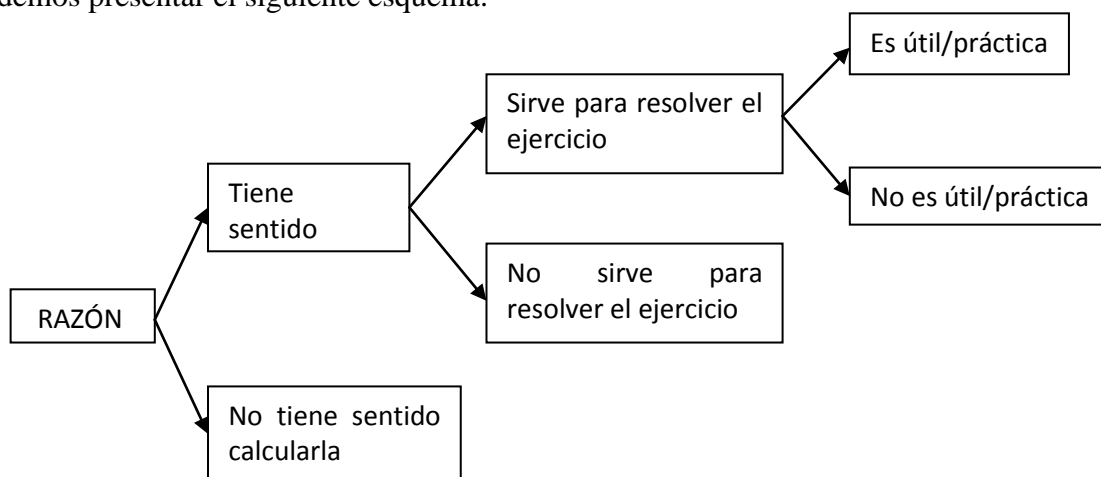 demos presentar el siguiente esquema:
Es útil/práctica
Sirve para resolver el
ejercicio
Tiene
sentido
No es útil/práctica
No sirve para
resolver el ejercicio
RAZÓN
No tiene sentido
calcularla